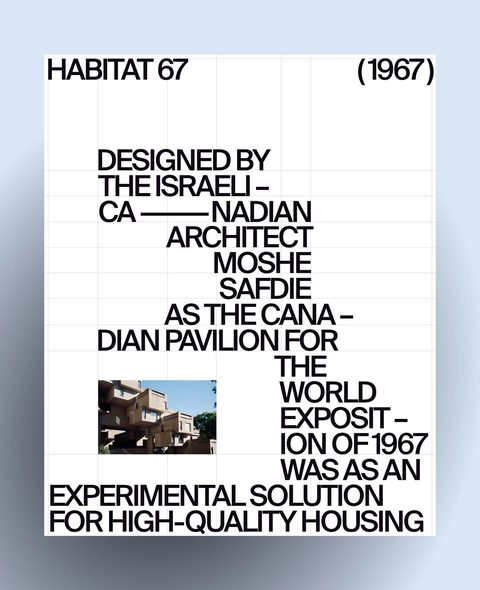 HABITAT 67 (1967)
DESIGNED BY
THE ISRAELI –
CA ——— NADIAN
ARCHITECT
MOSHE
SAFDIE
AS THE CANA –
DIAN PAVILION FOR
THE
WORLD
EXPOSIT –
ION OF 1967
WAS AS AN
EXPERIMENTAL SOLUTION
FOR HIGH-QUALITY HOUSING